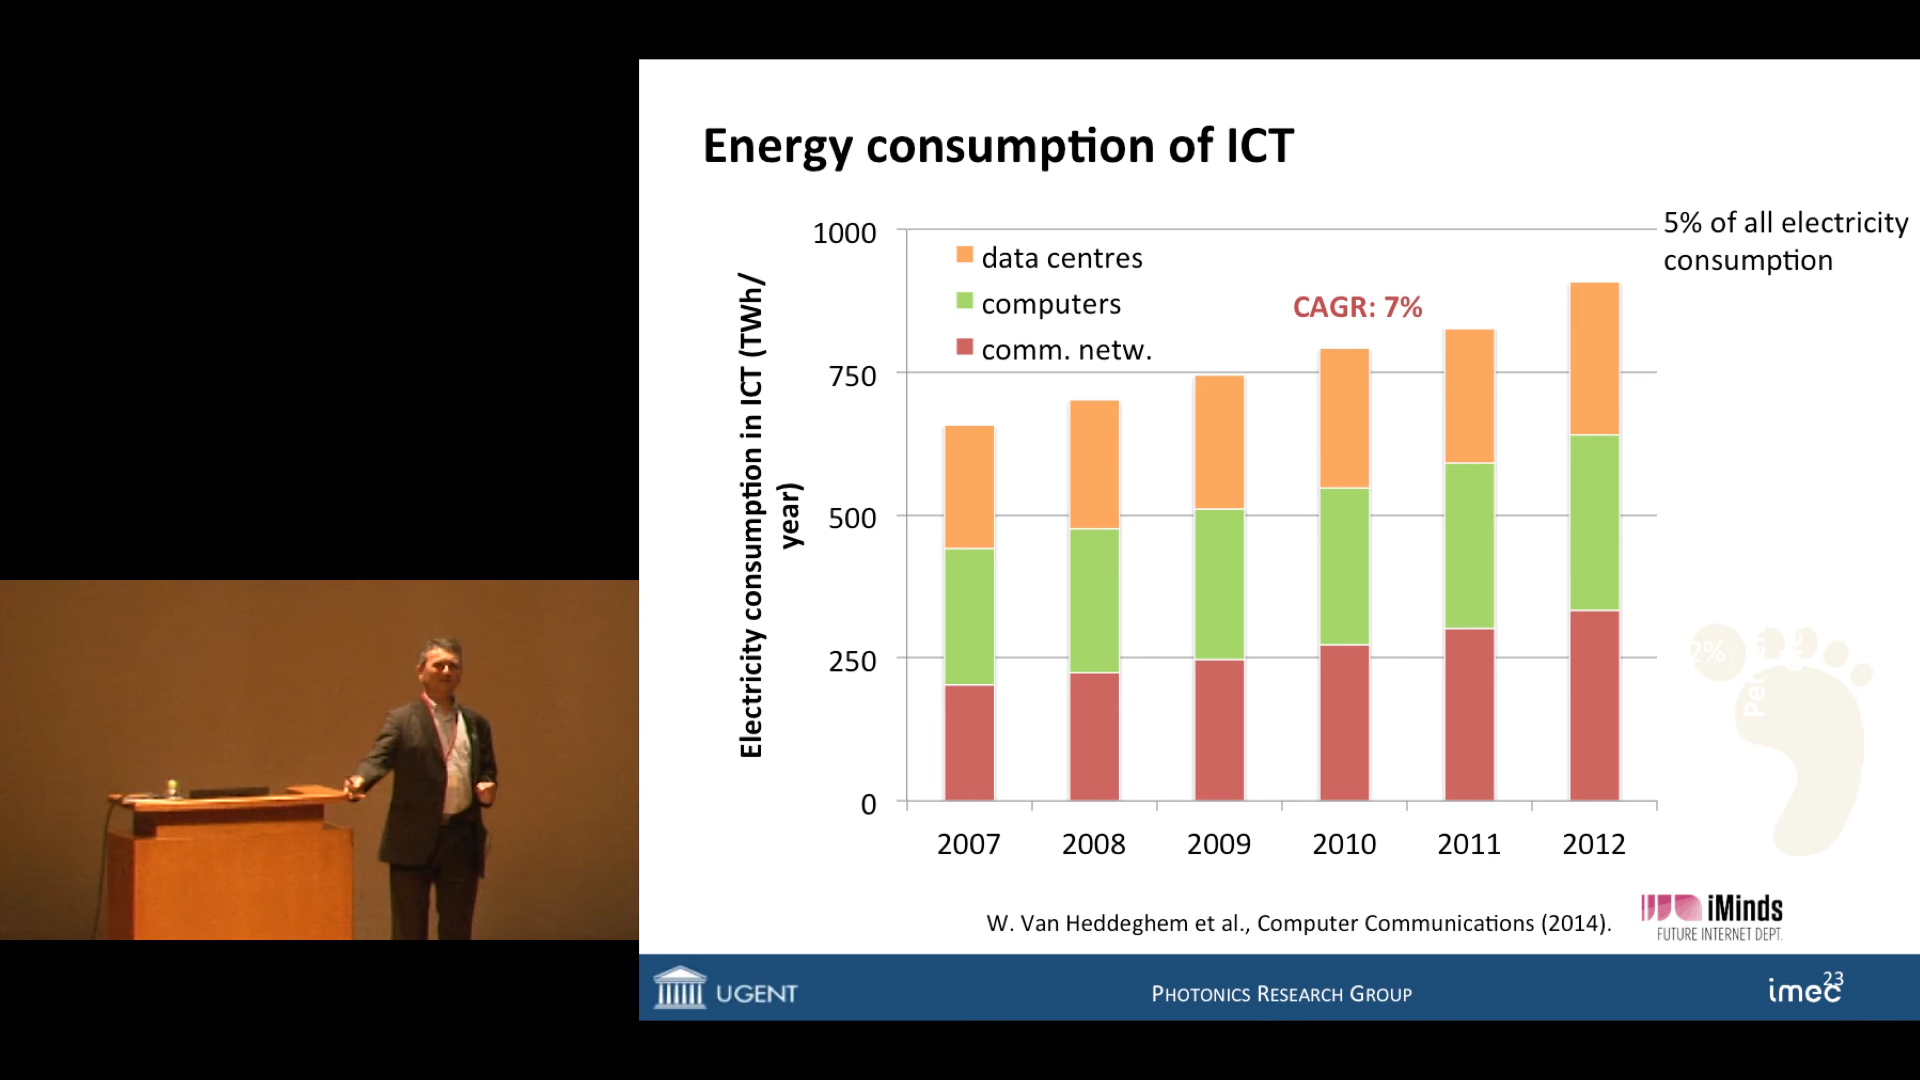 Energy consumption of ICT
5% of all electricity
consumption
1000
750
500
250
0
Electricity consumption in ICT (TWh/
year)
data centres
computers
comm. netw.
CAGR: 7%
2007 2008 2009 2010 2011 2012
2%
W. Van Heddeghem et al., Computer Communications (2014).
iMinds
FUTURE INTERNET DEPT.
UGENT
PHOTONICS RESEARCH GROUP
imec
23